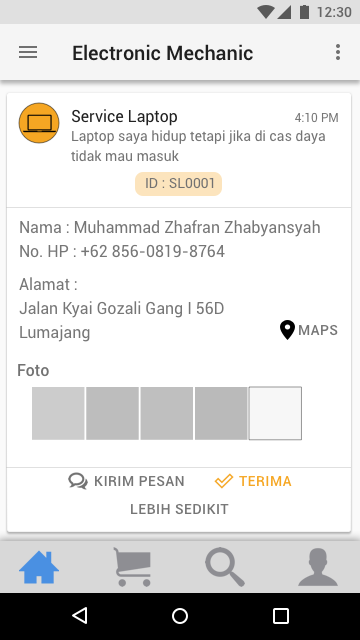 12:30
Electronic Mechanic
Service Laptop
4:10 PM
Laptop saya hidup tetapi jika di cas daya
tidak mau masuk
ID : SL0001
Nama : Muhammad Zhafran Zhabyansyah
No. HP : +62 856-0819-8764
Alamat :
Jalan Kyai Gozali Gang I 56D
Lumajang
MAPS
Foto
KIRIM PESAN
TERIMA
LEBIH SEDIKIT